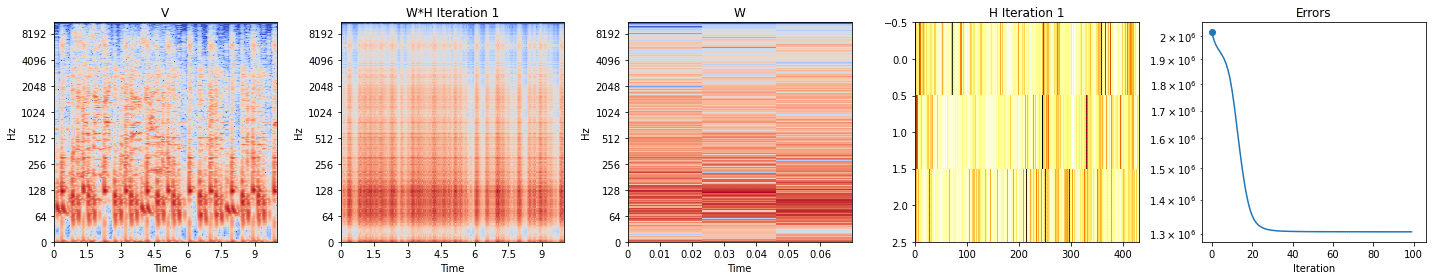 V
W*H Iteration 1
W
H Iteration 1
Errors
Hz
8192
4096
2048
1024
512
256
128
64
0
0 1.5 3 4.5 6 7.5 9
Time
Hz
8192
4096
2048
1024
512
256
128
64
0
1.5 3 4.5 6 7.5 9
Time
Hz
8192
4096
2048
1024
512
256
128
64
0
0 0.01 0.02 0.03 0.04 0.05 0.06
Time
−0.5
0.0
0.5
1.0
1.5
2.0
2.5
0 100 200 300 400
2 × 10⁶
1.9 × 10⁶
1.8 × 10⁶
1.7 × 10⁶
1.6 × 10⁶
1.5 × 10⁶
1.4 × 10⁶
1.3 × 10⁶
0 20 40 60 80 100
Iteration